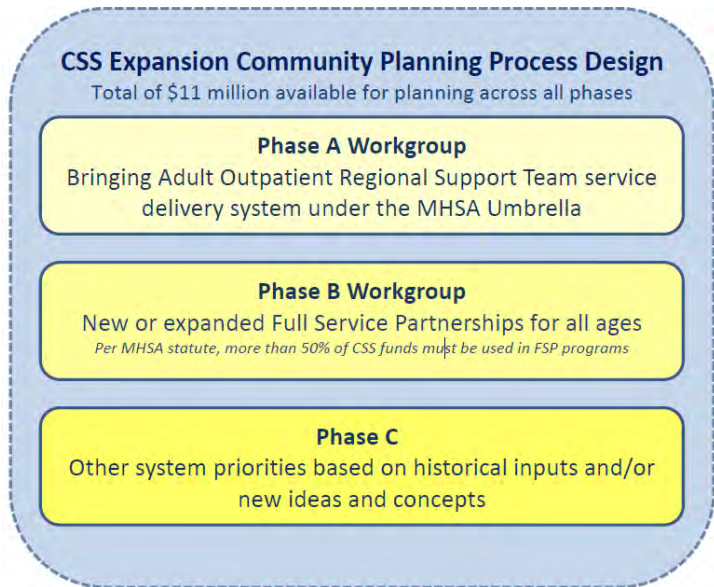 CSS Expansion Community Planning Process Design
Total of $11 million available for planning across all phases
Phase A Workgroup
Bringing Adult Outpatient Regional Support Team service
delivery system under the MHSA Umbrella
Phase B Workgroup
New or expanded Full Service Partnerships for all ages
Per MHSA statute, more than 50% of CSS funds must be used in FSP programs
Phase C
Other system priorities based on historical inputs and/or
new ideas and concepts